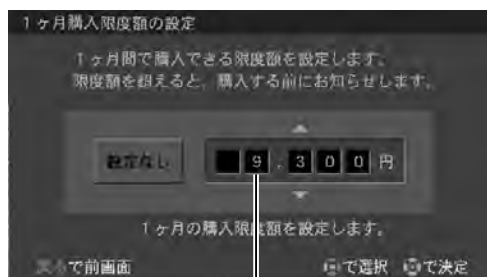 1ヶ月購入限度額の設定
1ヶ月間で購入できる限度額を設定します。
限度額を超えると、購入する前にお知らせします。
設定なし 9,300円
1ヶ月の購入限度額を設定します。
戻るで前画面 で選択 で決定